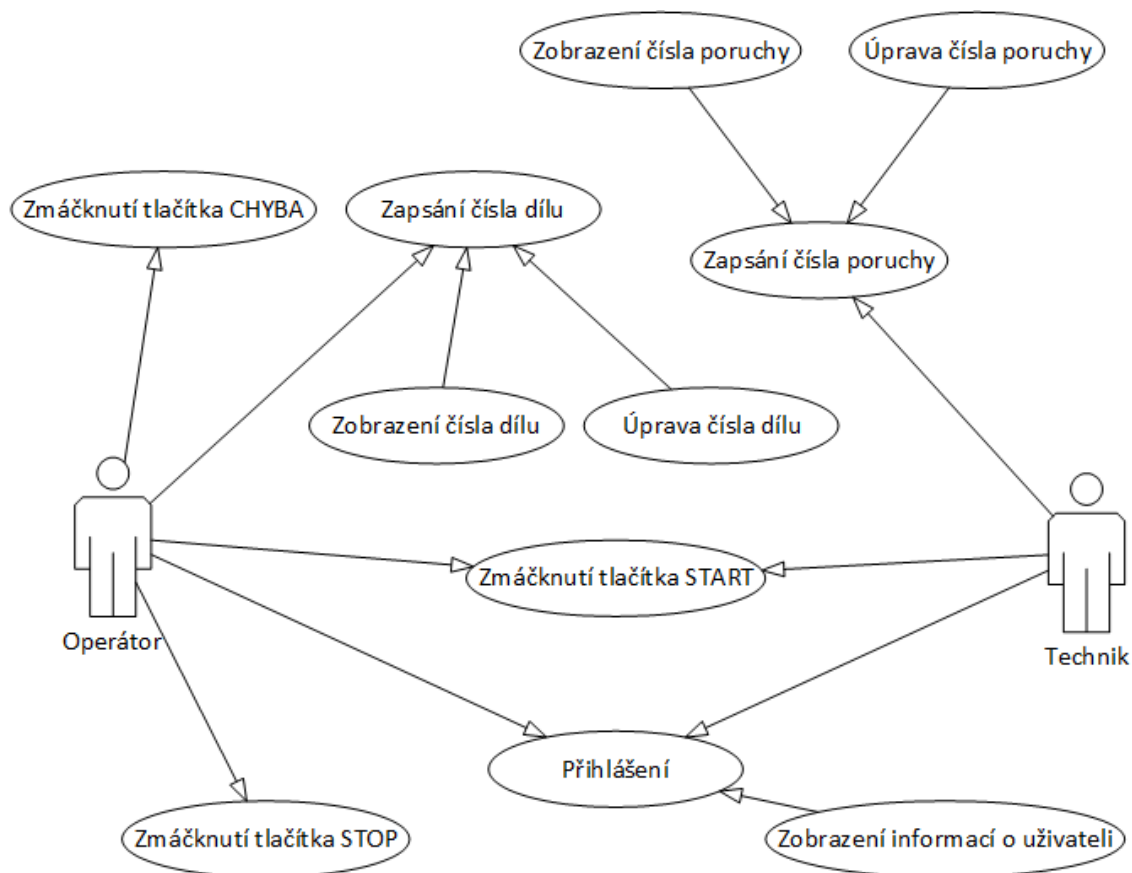 Zobrazení čísla poruchy
Úprava čísla poruchy
Zmáčknutí tlačítka CHYBA
Zapsání čísla dílu
Zapsání čísla poruchy
Zobrazení čísla dílu
Úprava čísla dílu
Zmáčknutí tlačítka START
Operátor
Technik
Přihlášení
Zmáčknutí tlačítka STOP
Zobrazení informací o uživateli